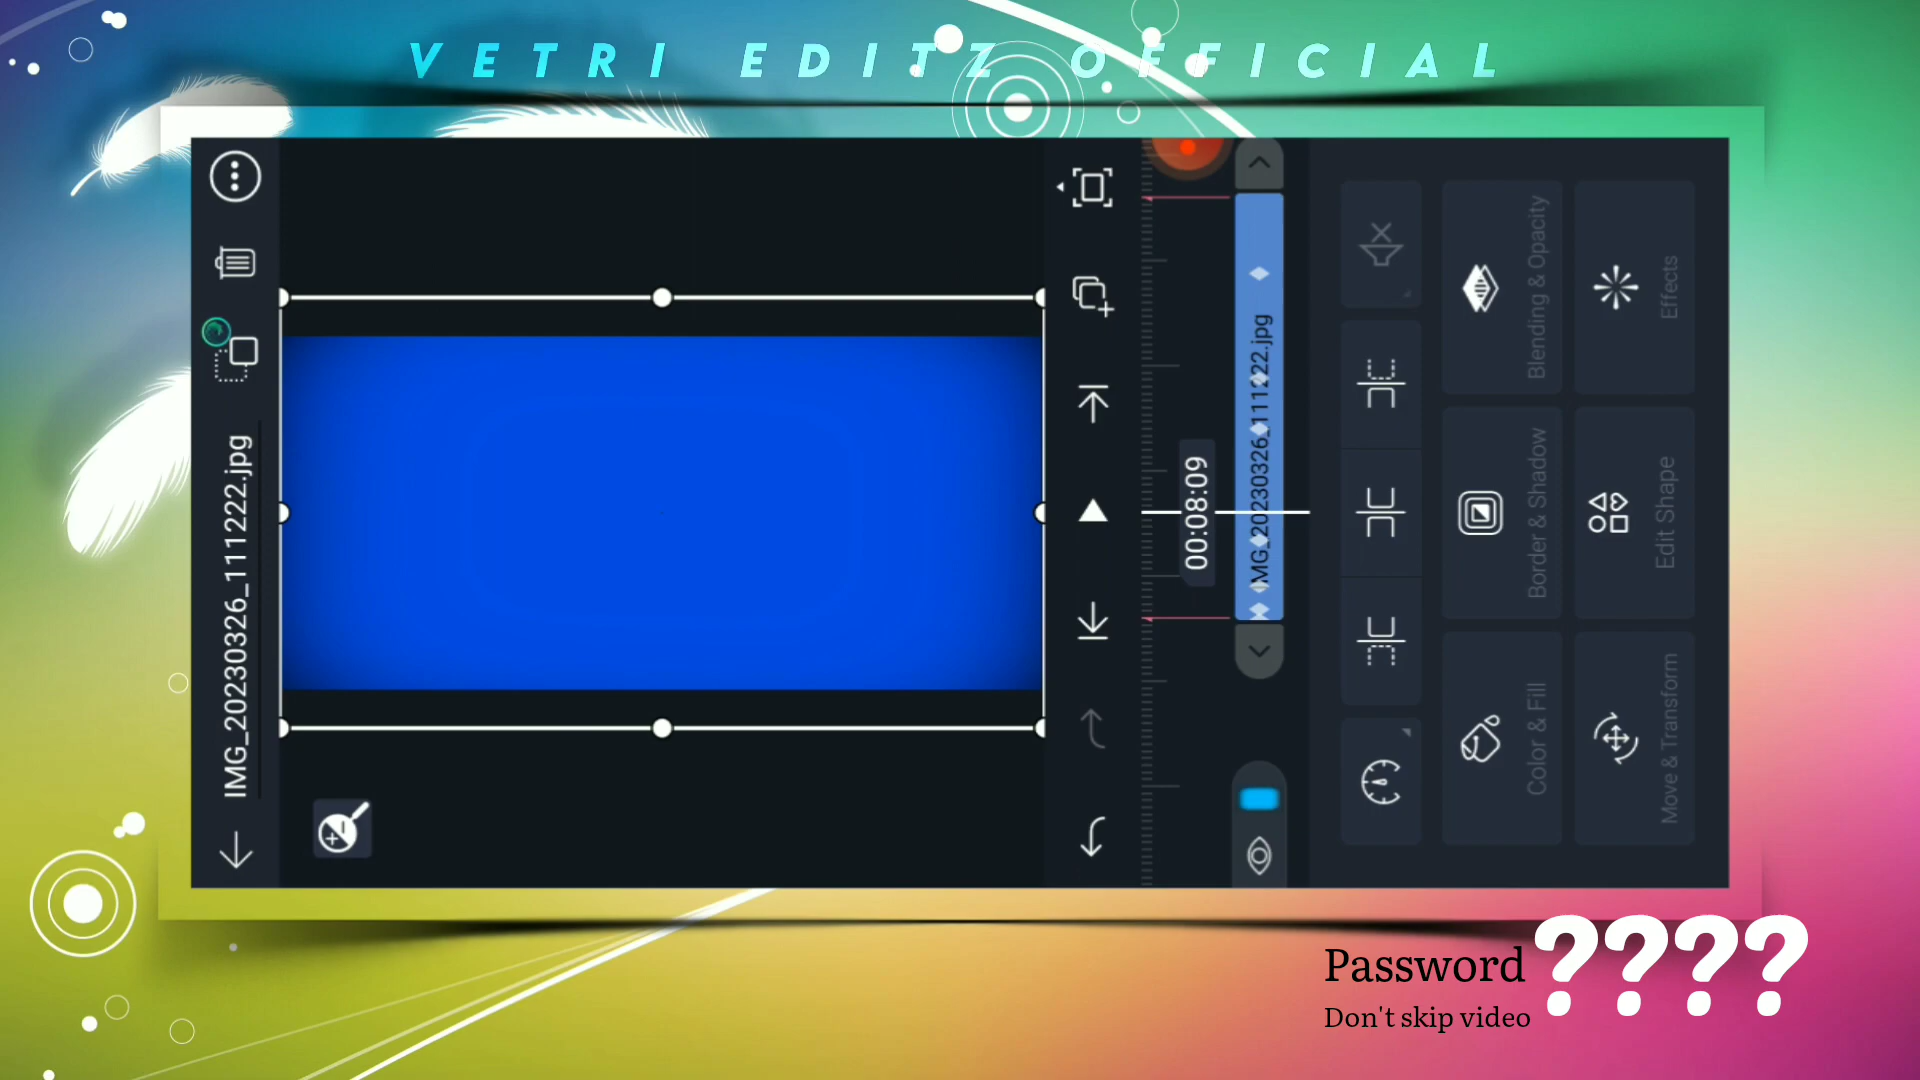 VETRI EDITZ OFFICIAL
IMG_20230326_111222.jpg
00:08:09
IMG_20230326_111222.jpg
Color & Fill
Border & Shadow
Blending & Opacity
Move & Transform
Edit Shape
Effects
Password ????
Don't skip video